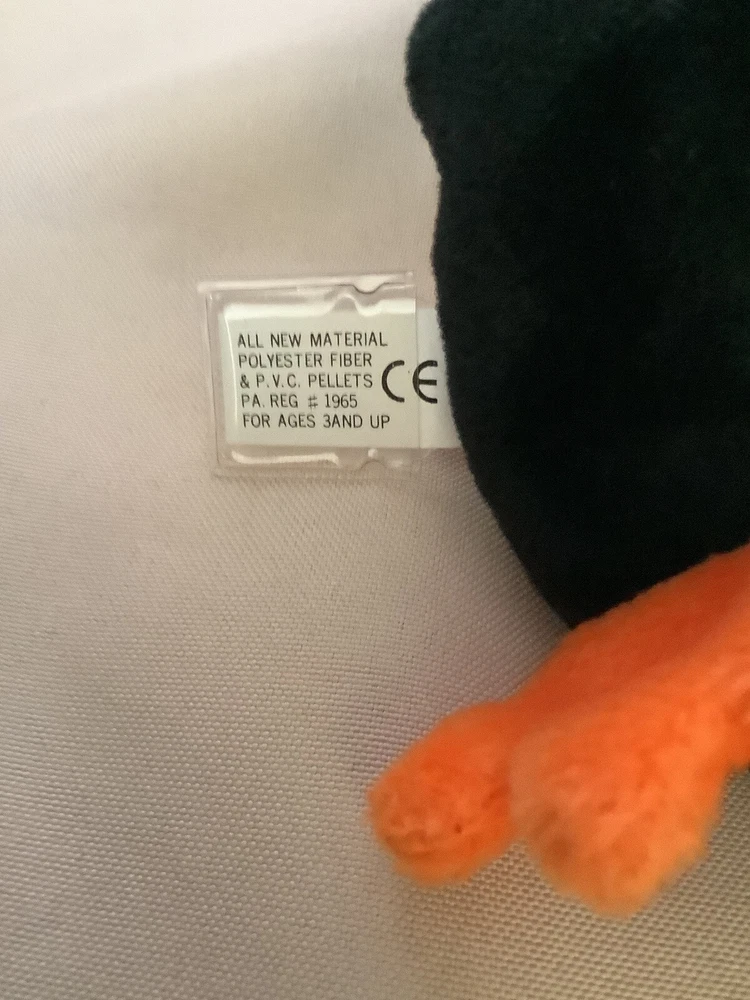 ALL NEW MATERIAL
POLYESTER FIBER
& P.V.C. PELLETS CE
PA. REG # 1965
FOR AGES 3AND UP